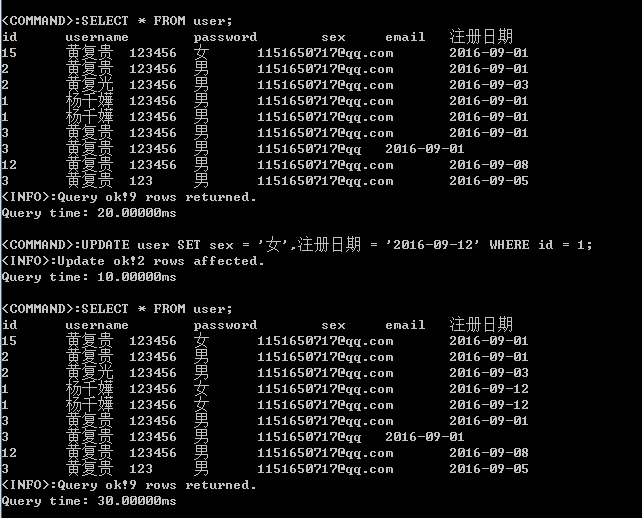 <COMMAND>:SELECT * FROM user;
id username password sex email 注册日期
15 黄复贵 123456 女 1151650717@qq.com 2016-09-01
2 黄复贵 123456 男 1151650717@qq.com 2016-09-01
2 黄复光 123456 男 1151650717@qq.com 2016-09-03
1 杨千嬅 123456 男 1151650717@qq.com 2016-09-01
1 杨千嬅 123456 男 1151650717@qq.com 2016-09-01
3 黄复贵 123456 男 1151650717@qq.com 2016-09-01
3 黄复贵 123456 男 1151650717@qq 2016-09-01
12 黄复贵 123456 男 1151650717@qq.com 2016-09-08
3 黄复贵 123 男 1151650717@qq.com 2016-09-05
<INFO>:Query ok!9 rows returned.
Query time: 20.00000ms
<COMMAND>:UPDATE user SET sex = '女',注册日期 = '2016-09-12' WHERE id = 1;
<INFO>:Update ok!2 rows affected.
Query time: 10.00000ms
<COMMAND>:SELECT * FROM user;
id username password sex email 注册日期
15 黄复贵 123456 女 1151650717@qq.com 2016-09-01
2 黄复贵 123456 男 1151650717@qq.com 2016-09-01
2 黄复光 123456 男 1151650717@qq.com 2016-09-03
1 杨千嬅 123456 女 1151650717@qq.com 2016-09-12
1 杨千嬅 123456 女 1151650717@qq.com 2016-09-12
3 黄复贵 123456 男 1151650717@qq.com 2016-09-01
3 黄复贵 123456 男 1151650717@qq 2016-09-01
12 黄复贵 123456 男 1151650717@qq.com 2016-09-08
3 黄复贵 123 男 1151650717@qq.com 2016-09-05
<INFO>:Query ok!9 rows returned.
Query time: 30.00000ms